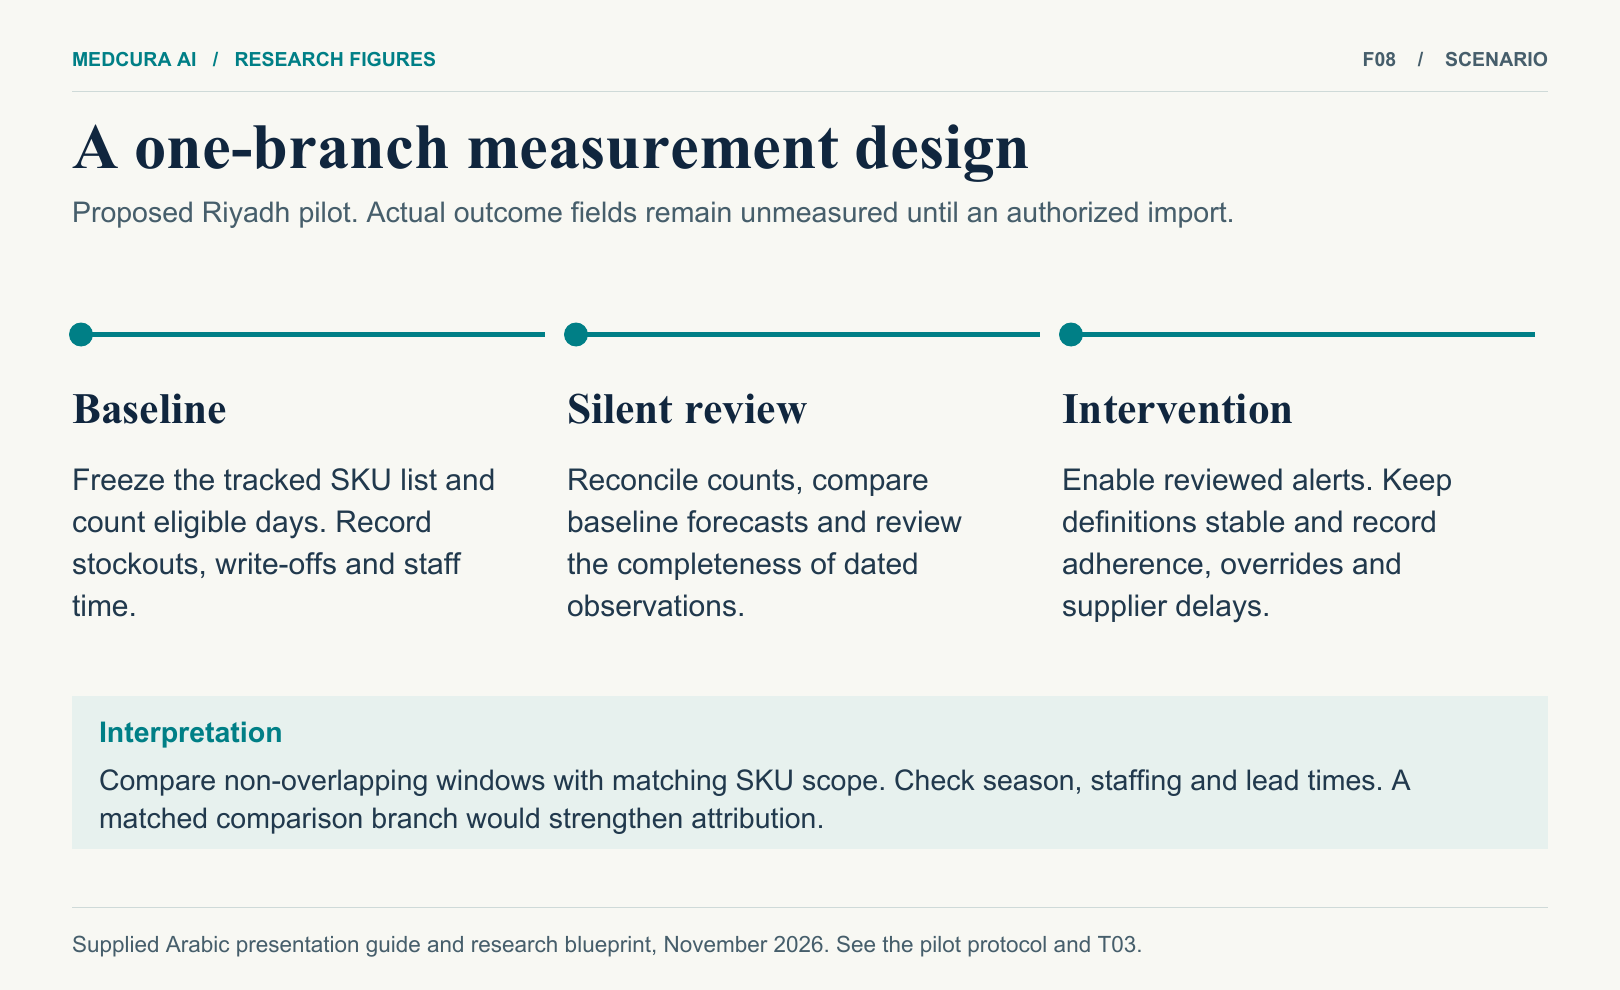 MEDCURA AI / RESEARCH FIGURES
F08 / SCENARIO
A one-branch measurement design
Proposed Riyadh pilot. Actual outcome fields remain unmeasured until an authorized import.
Baseline
Freeze the tracked SKU list and
count eligible days. Record
stockouts, write-offs and staff
time.
Silent review
Reconcile counts, compare
baseline forecasts and review
the completeness of dated
observations.
Intervention
Enable reviewed alerts. Keep
definitions stable and record
adherence, overrides and
supplier delays.
Interpretation
Compare non-overlapping windows with matching SKU scope. Check season, staffing and lead times. A
matched comparison branch would strengthen attribution.
Supplied Arabic presentation guide and research blueprint, November 2026. See the pilot protocol and T03.